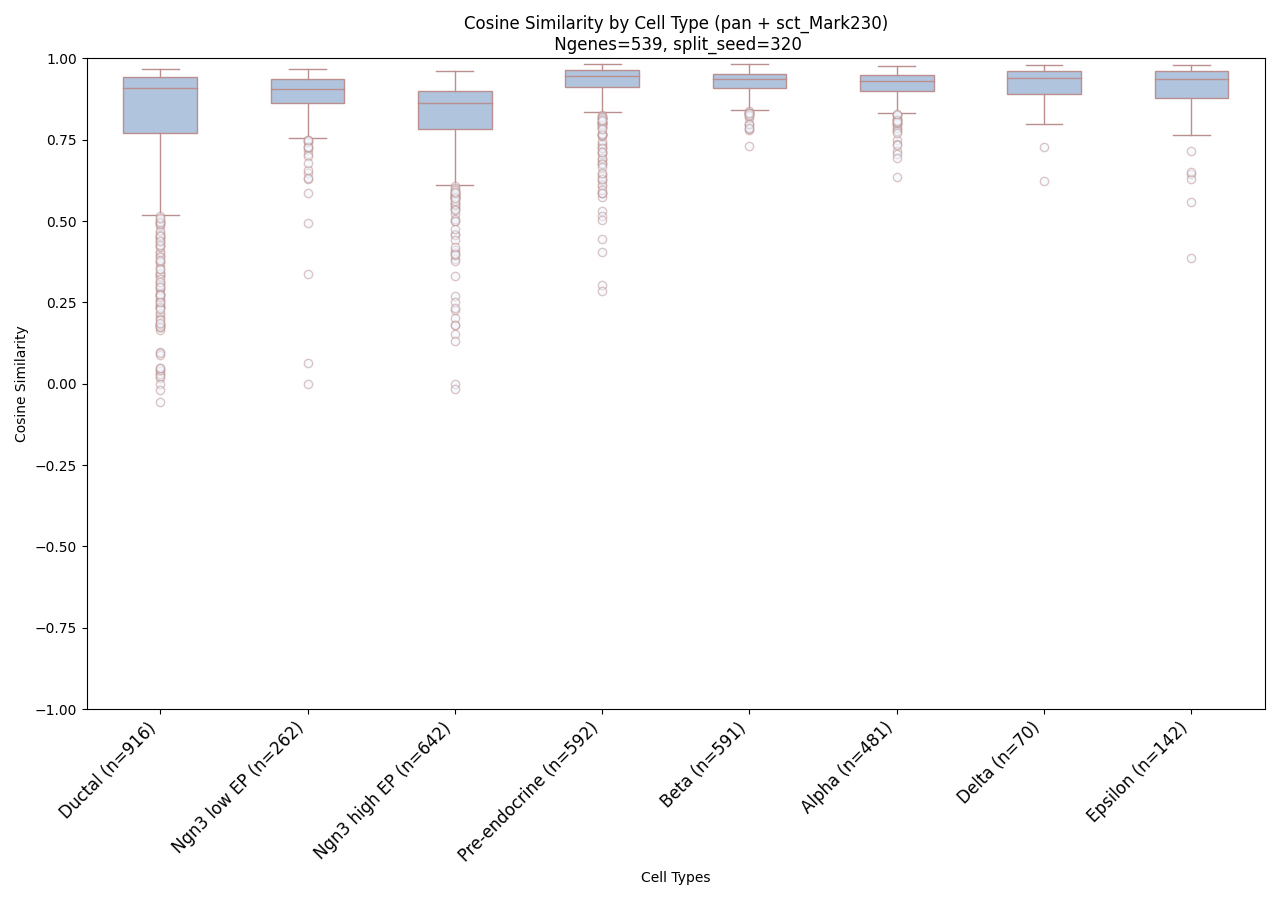 Cosine Similarity by Cell Type (pan + sct_Mark230)
Ngenes=539, split_seed=320
1.00
0.75
0.50
0.25
0.00
−0.25
−0.50
−0.75
−1.00
Cosine Similarity
Ductal (n=916)
Ngn3 low EP (n=262)
Ngn3 high EP (n=642)
Pre-endocrine (n=592)
Beta (n=591)
Alpha (n=481)
Delta (n=70)
Epsilon (n=142)
Cell Types